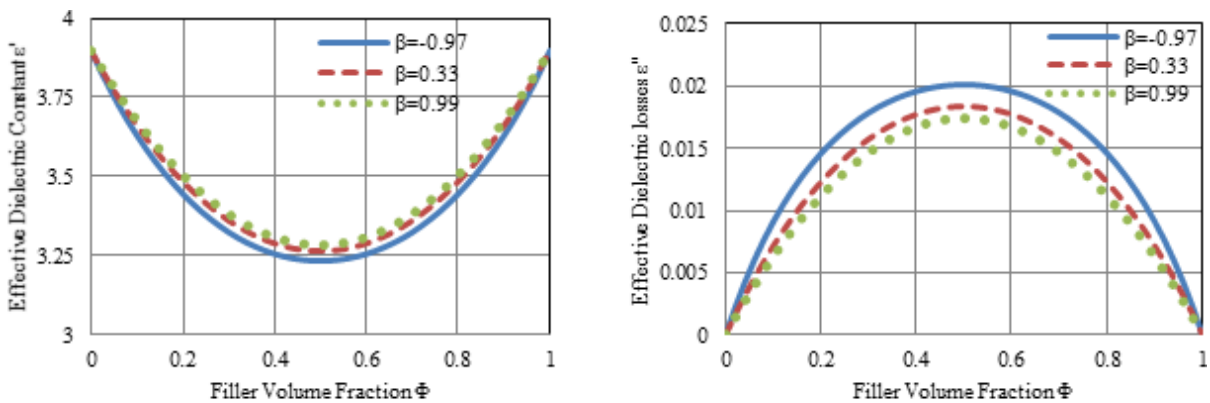 Effective Dielectric Constant ε'
4
3.75
3.5
3.25
3
β=-0.97
β=0.33
β=0.99
0 0.2 0.4 0.6 0.8 1
Filler Volume Fraction Φ
Effective Dielectric losses ε"
0.025
0.02
0.015
0.01
0.005
0
β=-0.97
β=0.33
β=0.99
0 0.2 0.4 0.6 0.8 1
Filler Volume Fraction Φ